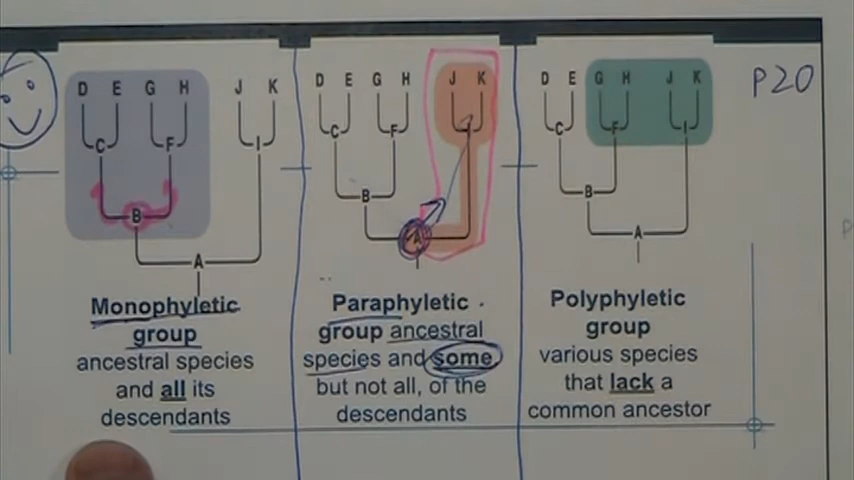 D E G H J K
C F I
B
A
Monophyletic
group
ancestral species
and all its
descendants
D E G H J K
C F
B
A
Paraphyletic
group ancestral
species and some
but not all, of the
descendants
D E G H J K
C F I
B
A
Polyphyletic
group
various species
that lack a
common ancestor
P20